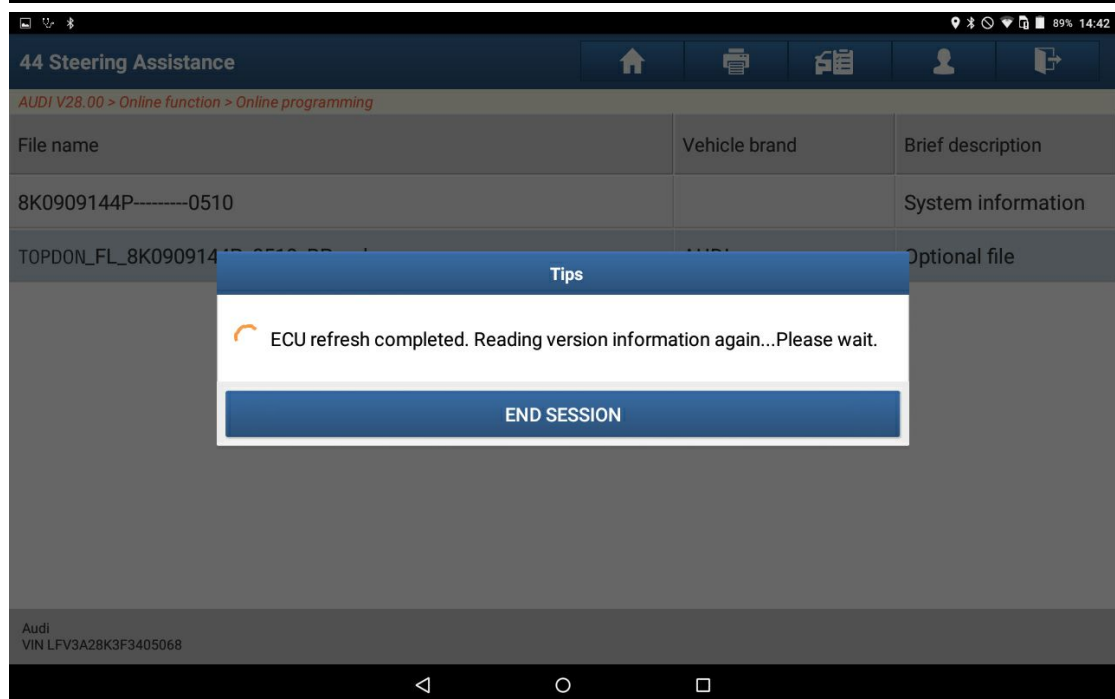 89% 14:42
44 Steering Assistance
AUDI V28.00 > Online function > Online programming
File name Vehicle brand Brief description
8K0909144P---------0510 System information
TOPDON_FL_8K090914 Optional file
Tips
ECU refresh completed. Reading version information again...Please wait.
END SESSION
Audi
VIN LFV3A28K3F3405068